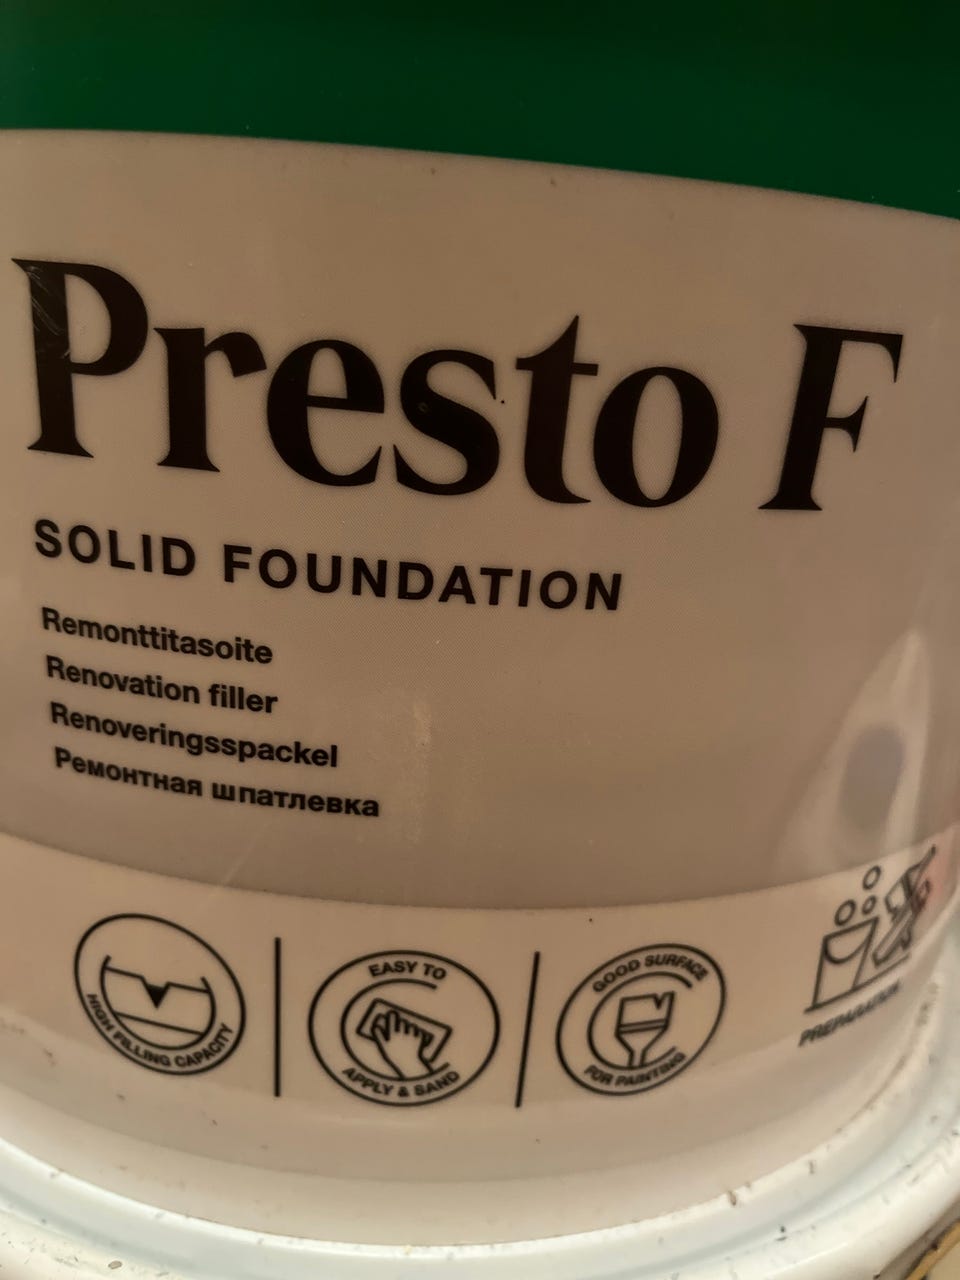 Presto F
SOLID FOUNDATION
Remonttitasoite
Renovation filler
Renoveringsspackel
Ремонтная шпатлевка
HIGH FILLING CAPACITY
EASY TO
APPLY & SAND
GOOD SURFACE
FOR PAINTING
PREPARATION